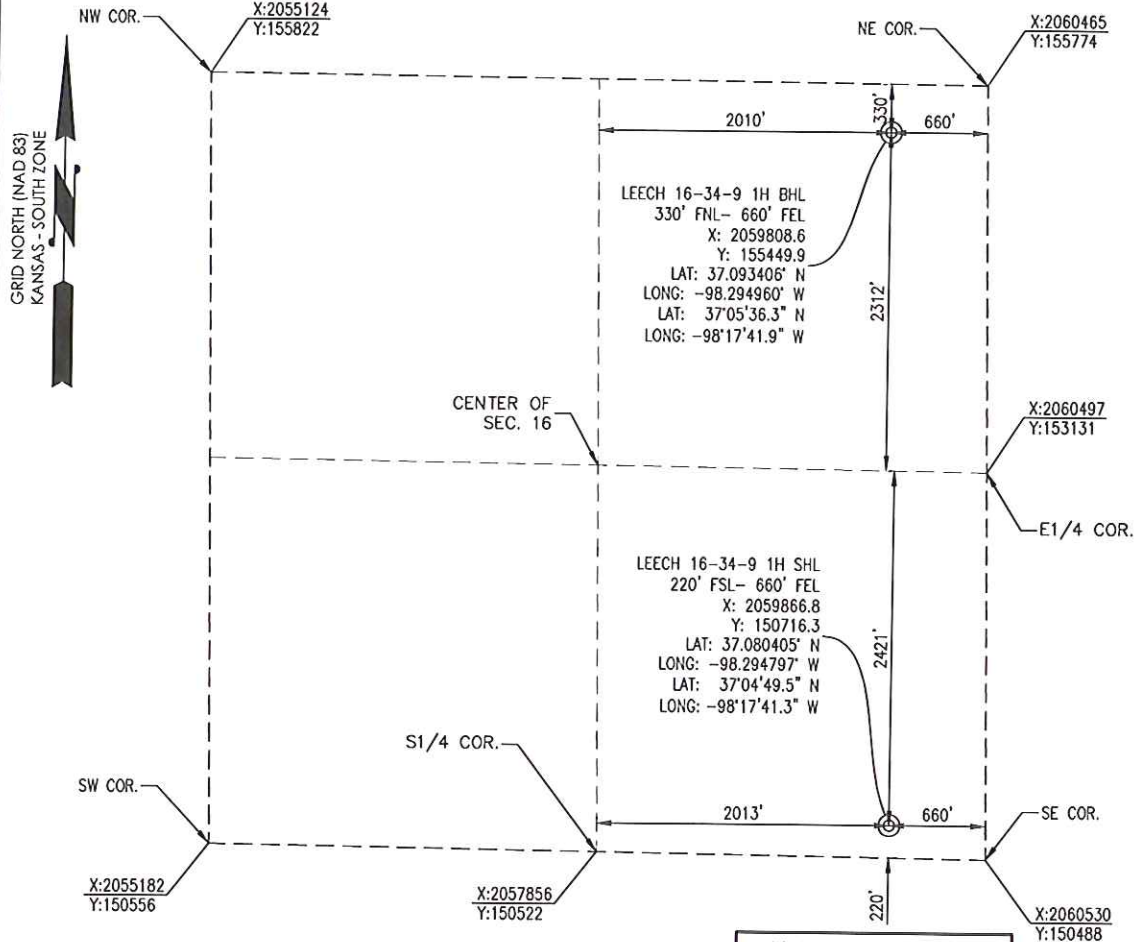 NW COR.
X:2055124
Y:155822
NE COR.
X:2060465
Y:155774
GRID NORTH (NAD 83)
KANSAS - SOUTH ZONE
330'
2010'
660'
LEECH 16-34-9 1H BHL
330' FNL- 660' FEL
X: 2059808.6
Y: 155449.9
LAT: 37.093406° N
LONG: -98.294960° W
LAT: 37°05'36.3" N
LONG: -98°17'41.9" W
2312'
CENTER OF
SEC. 16
X:2060497
Y:153131
E1/4 COR.
LEECH 16-34-9 1H SHL
220' FSL- 660' FEL
X: 2059866.8
Y: 150716.3
LAT: 37.080405° N
LONG: -98.294797° W
LAT: 37°04'49.5" N
LONG: -98°17'41.3" W
2421'
S1/4 COR.
SW COR.
2013'
660'
SE COR.
X:2055182
Y:150556
X:2057856
Y:150522
220'
X:2060530
Y:150488